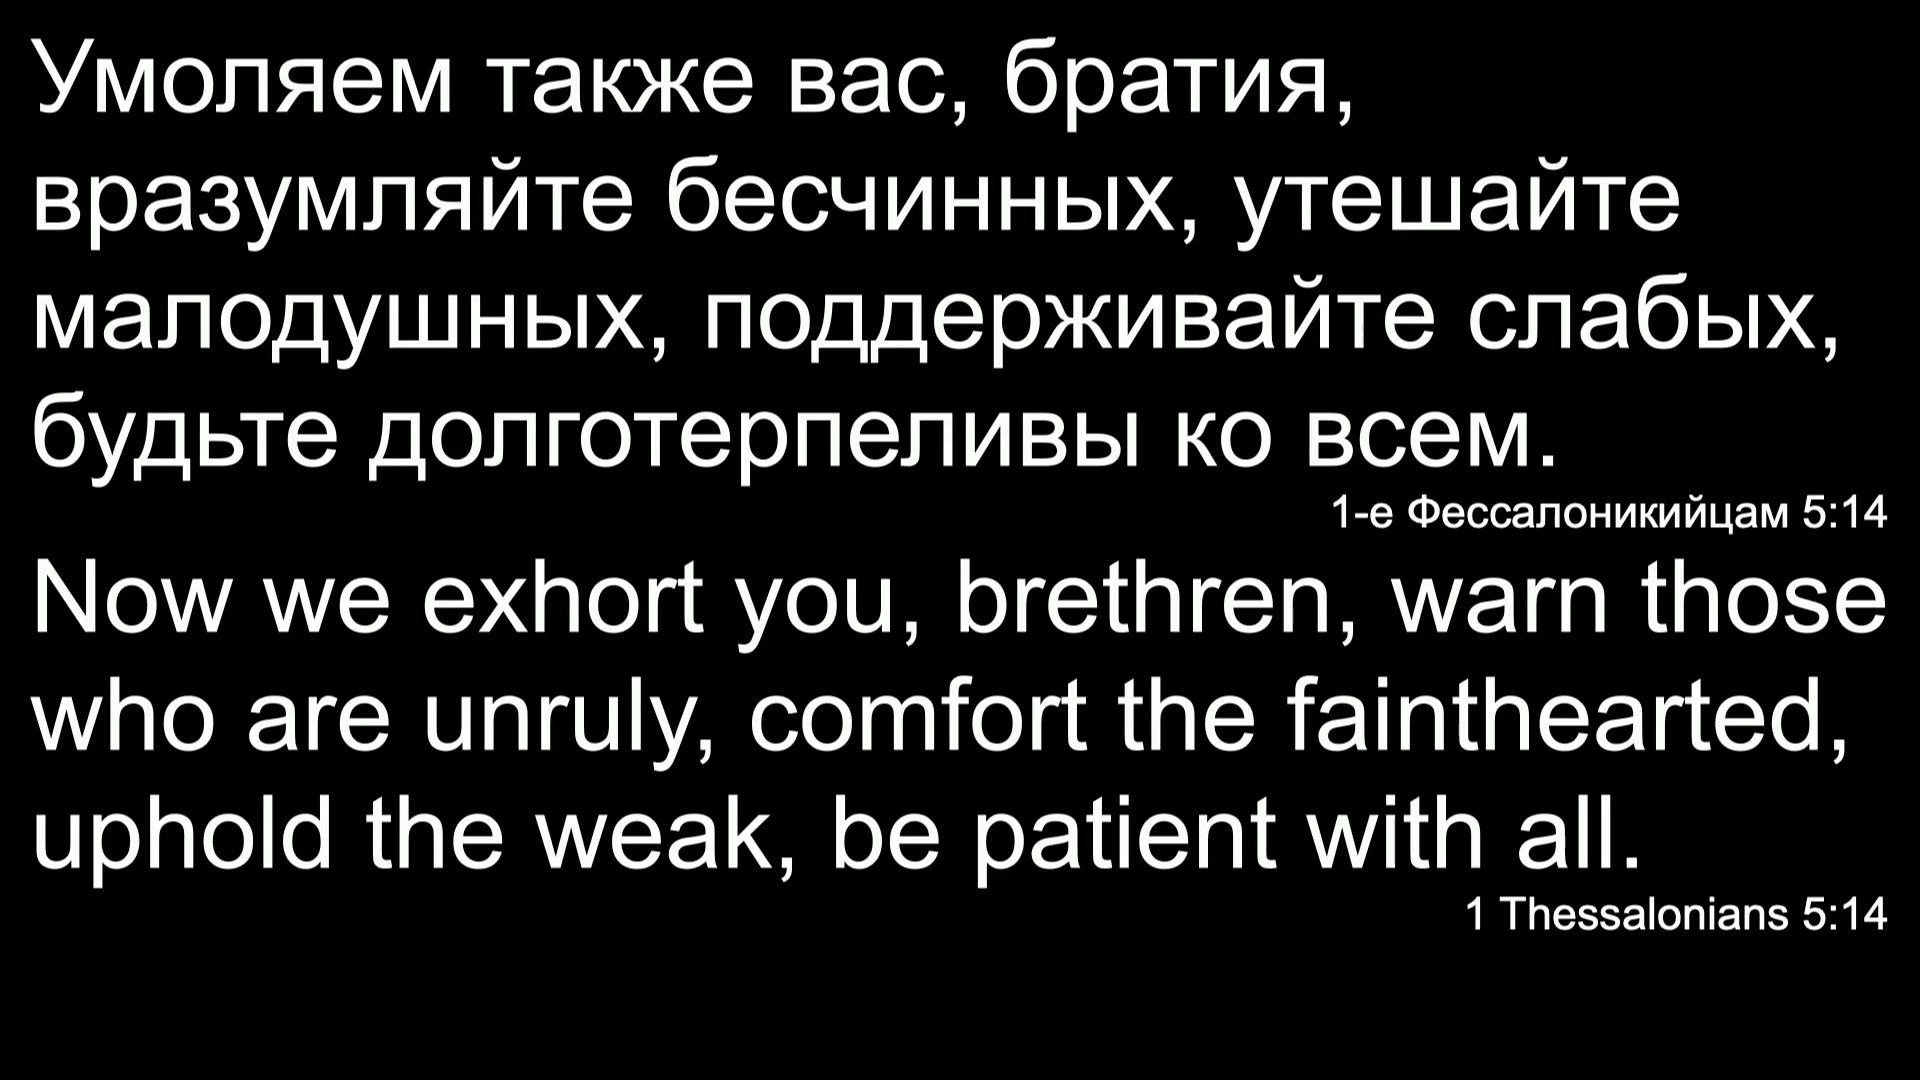 Умоляем также вас, братия,
вразумляйте бесчинных, утешайте
малодушных, поддерживайте слабых,
будьте долготерпеливы ко всем.
1-е Фессалоникийцам 5:14
Now we exhort you, brethren, warn those
who are unruly, comfort the fainthearted,
uphold the weak, be patient with all.
1 Thessalonians 5:14